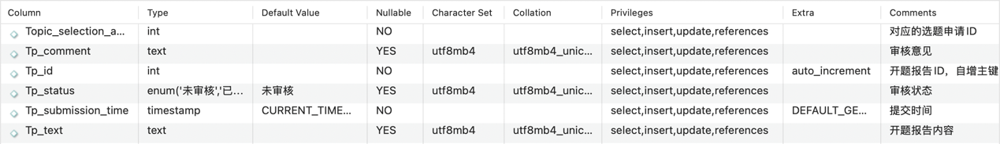 Column Type Default Value Nullable Character Set Collation Privileges Extra Comments
Topic_selection_a... int NO select,insert,update,references 对应的选题申请ID
Tp_comment text YES utf8mb4 utf8mb4_unic... select,insert,update,references 审核意见
Tp_id int NO select,insert,update,references auto_increment 开题报告ID，自增主键
Tp_status enum('未审核','已... 未审核 YES utf8mb4 utf8mb4_unic... select,insert,update,references 审核状态
Tp_submission_time timestamp CURRENT_TIME... NO select,insert,update,references DEFAULT_GE... 提交时间
Tp_text text YES utf8mb4 utf8mb4_unic... select,insert,update,references 开题报告内容